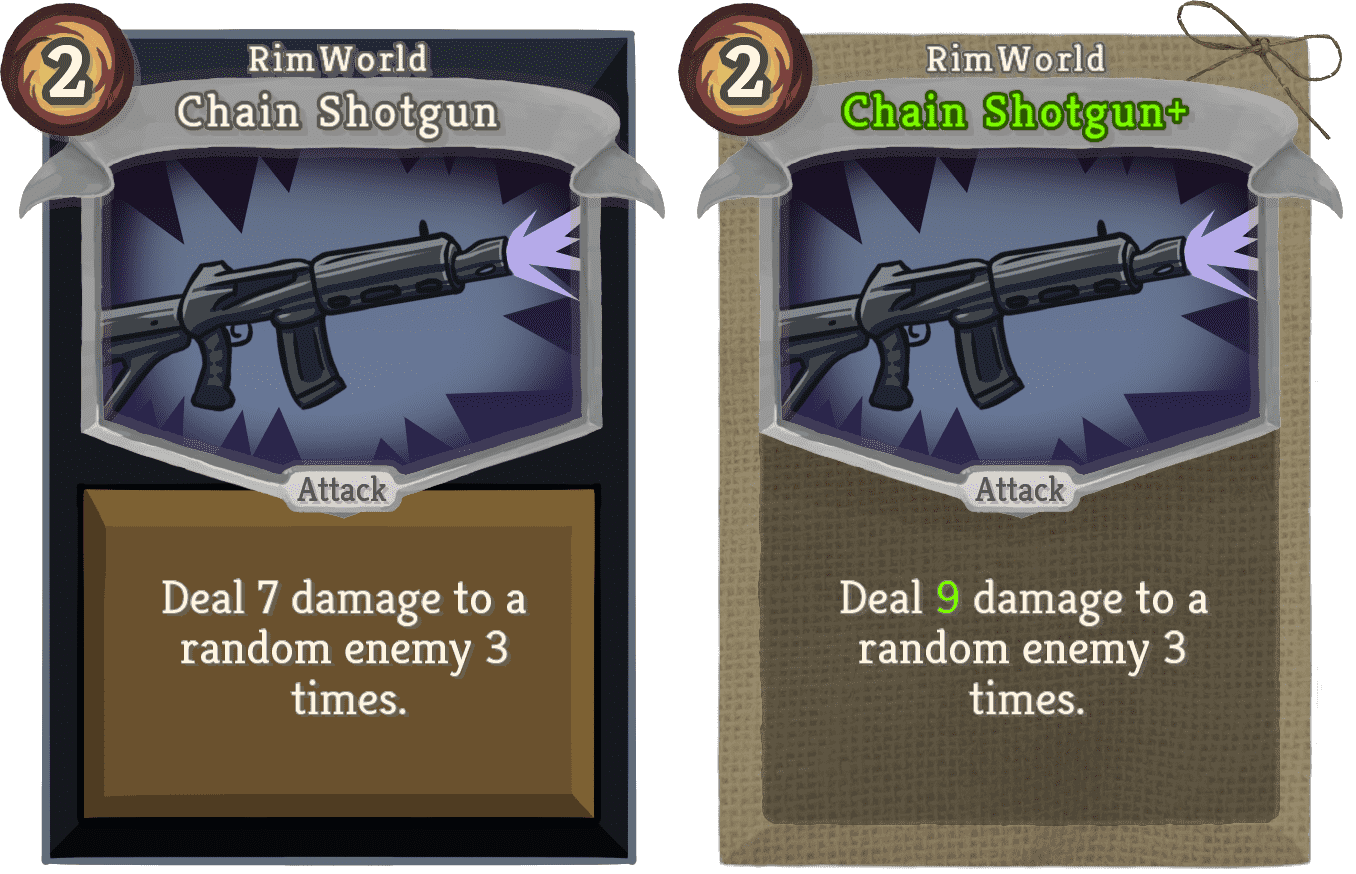 2
RimWorld
Chain Shotgun
Attack
Deal 7 damage to a
random enemy 3
times.
2
RimWorld
Chain Shotgun+
Attack
Deal 9 damage to a
random enemy 3
times.